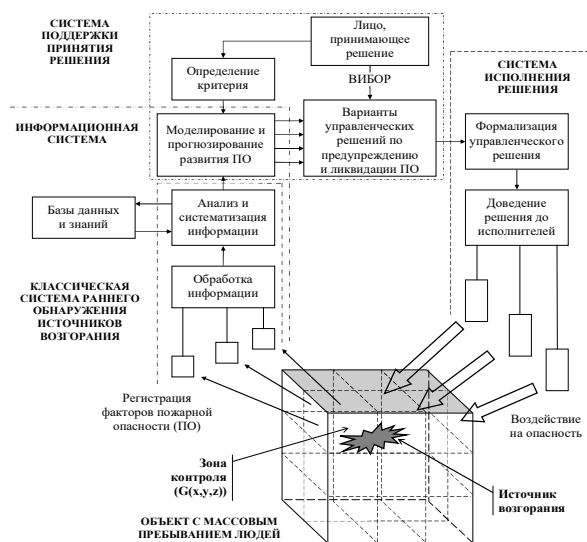 СИСТЕМА
ПОДДЕРЖКИ
ПРИНЯТИЯ
РЕШЕНИЯ
Лицо,
принимающее
решение
СИСТЕМА
ИСПОЛНЕНИЯ
РЕШЕНИЯ
Определение
критерия
ВИБОР
ИНФОРМАЦИОННАЯ
СИСТЕМА
Моделирование и
прогнозирование
развития ПО
Варианты
управленческих
решений по
предупреждению
и ликвидации ПО
Формализация
управленческого
решения
Базы данных
и знаний
Анализ и
систематизация
информации
Доведение
решения до
исполнителей
КЛАССИЧЕСКАЯ
СИСТЕМА РАННЕГО
ОБНАРУЖЕНИЯ
ИСТОЧНИКОВ
ВОЗГОРАНИЯ
Обработка
информации
Регистрация
факторов пожарной
опасности (ПО)
Воздействие
на опасность
Зона
контроля
(G(x,y,z))
Источник
возгорания
ОБЪЕКТ С МАССОВЫМ
ПРЕБЫВАНИЕМ ЛЮДЕЙ